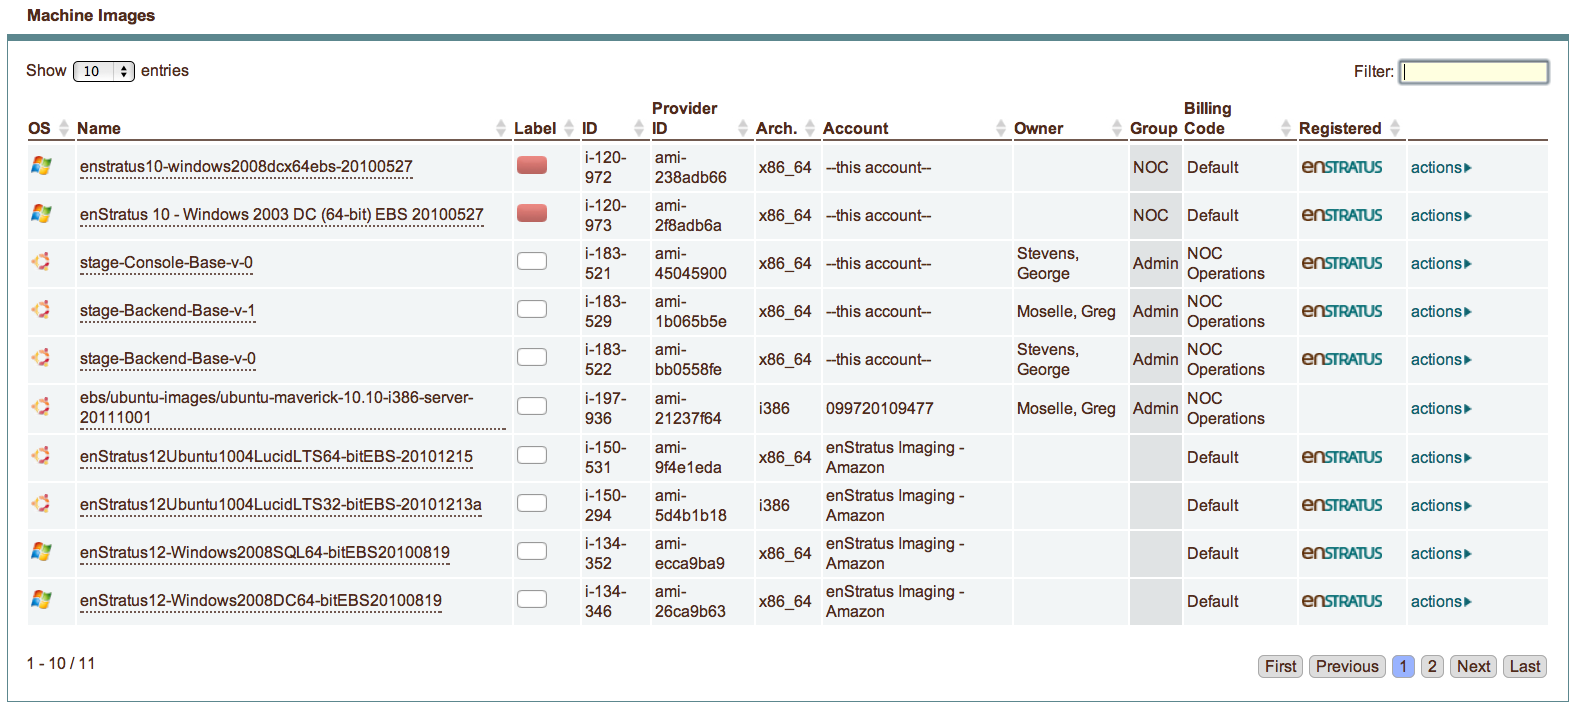 Machine Images
Show 10 entries
Filter:
OS Name Label ID Provider ID Arch. Account Owner Group Billing Code Registered
enstratus10-windows2008dcx64ebs-20100527 i-120-972 ami-238adb66 x86_64 --this account-- NOC Default enSTRATUS actions
enStratus 10 - Windows 2003 DC (64-bit) EBS 20100527 i-120-973 ami-2f8adb6a x86_64 --this account-- NOC Default enSTRATUS actions
stage-Console-Base-v-0 i-183-521 ami-45045900 x86_64 --this account-- Stevens, George Admin NOC Operations enSTRATUS actions
stage-Backend-Base-v-1 i-183-529 ami-1b065b5e x86_64 --this account-- Moselle, Greg Admin NOC Operations enSTRATUS actions
stage-Backend-Base-v-0 i-183-522 ami-bb0558fe x86_64 --this account-- Stevens, George Admin NOC Operations enSTRATUS actions
ebs/ubuntu-images/ubuntu-maverick-10.10-i386-server-20111001 i-197-936 ami-21237f64 i386 099720109477 Moselle, Greg Admin NOC Operations actions
enStratus12Ubuntu1004LucidLTS64-bitEBS-20101215 i-150-531 ami-9f4e1eda x86_64 enStratus Imaging - Amazon Default enSTRATUS actions
enStratus12Ubuntu1004LucidLTS32-bitEBS-20101213a i-150-294 ami-5d4b1b18 i386 enStratus Imaging - Amazon Default enSTRATUS actions
enStratus12-Windows2008SQL64-bitEBS20100819 i-134-352 ami-ecca9ba9 x86_64 enStratus Imaging - Amazon Default enSTRATUS actions
enStratus12-Windows2008DC64-bitEBS20100819 i-134-346 ami-26ca9b63 x86_64 enStratus Imaging - Amazon Default enSTRATUS actions
1 - 10 / 11
First Previous 1 2 Next Last